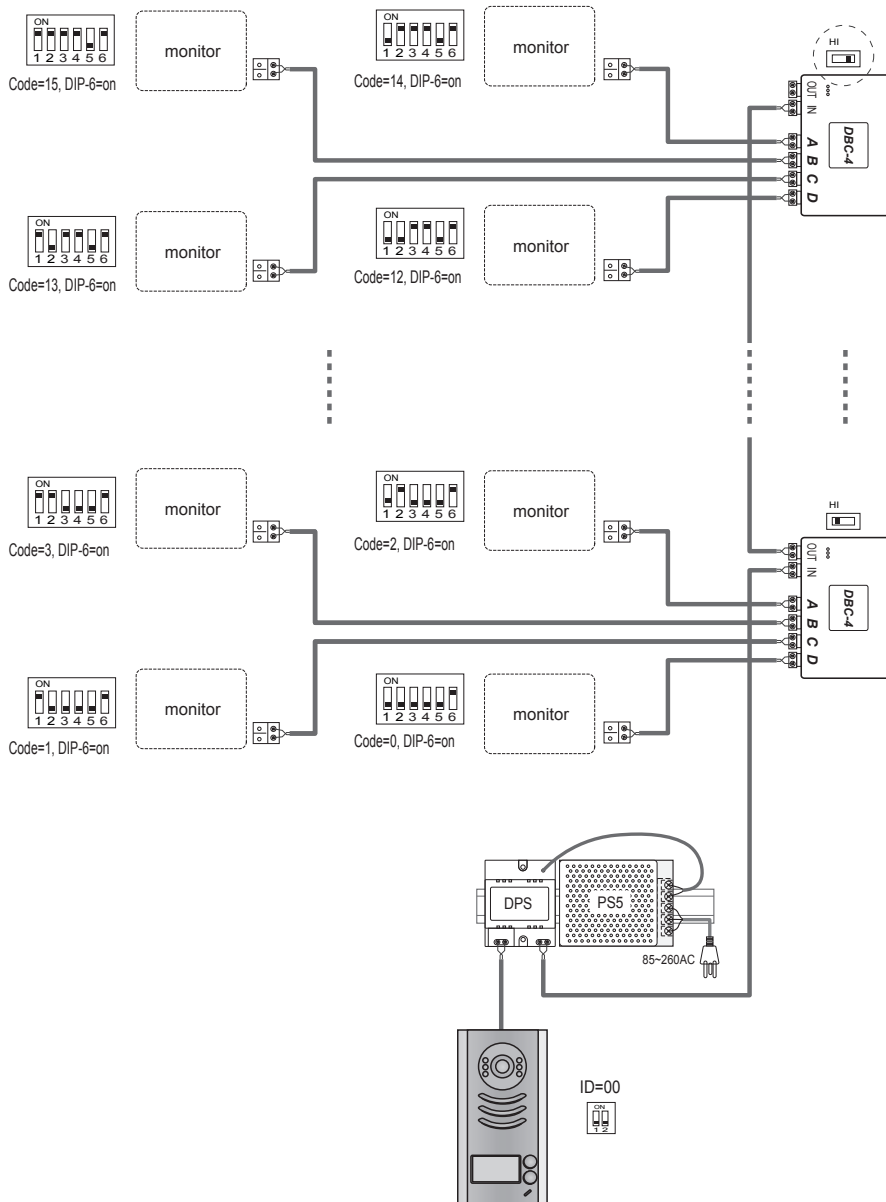 ON
1 2 3 4 5 6
Code=15, DIP-6=on
monitor
ON
1 2 3 4 5 6
Code=14, DIP-6=on
monitor
HI
OUT IN
A B C D
DBC-4
ON
1 2 3 4 5 6
Code=13, DIP-6=on
monitor
ON
1 2 3 4 5 6
Code=12, DIP-6=on
monitor
ON
1 2 3 4 5 6
Code=3, DIP-6=on
monitor
ON
1 2 3 4 5 6
Code=2, DIP-6=on
monitor
HI
OUT IN
A B C D
DBC-4
ON
1 2 3 4 5 6
Code=1, DIP-6=on
monitor
ON
1 2 3 4 5 6
Code=0, DIP-6=on
monitor
DPS
PS5
85~260AC
ID=00
ON
1 2